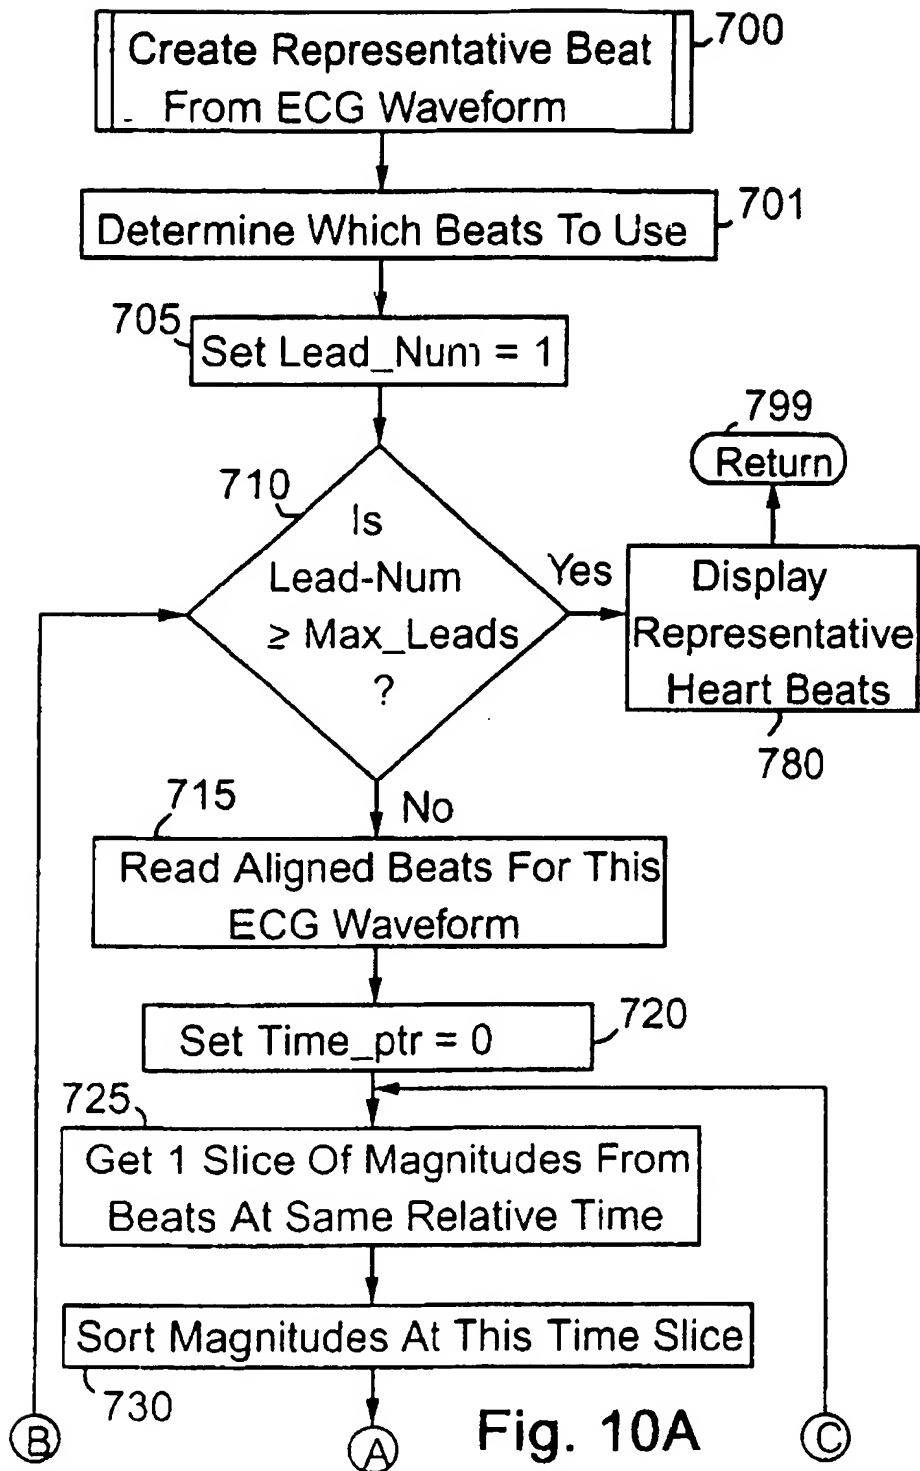 Create Representative Beat
From ECG Waveform
700
Determine Which Beats To Use
701
705
Set Lead_Num = 1
799
Return
710
Is
Lead-Num
≥ Max_Leads
?
Yes
Display
Representative
Heart Beats
780
No
715
Read Aligned Beats For This
ECG Waveform
Set Time_ptr = 0
720
725
Get 1 Slice Of Magnitudes From
Beats At Same Relative Time
Sort Magnitudes At This Time Slice
730
B
A
Fig. 10A
C